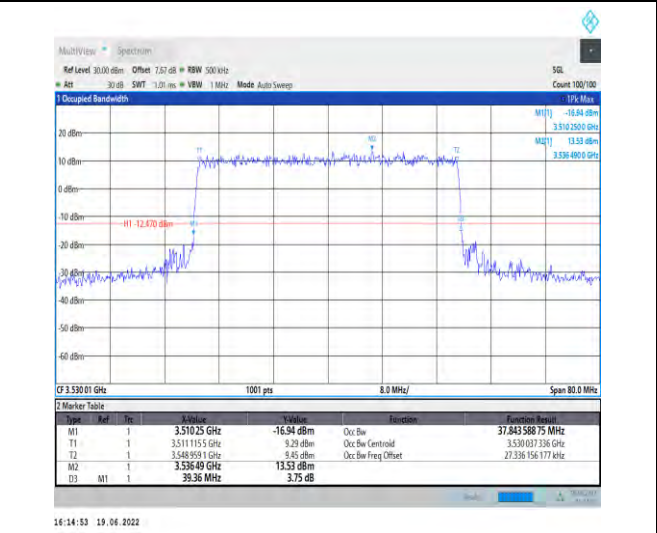 MultiView Spectrum
Ref Level 30.00 dBm Offset 7.57 dB RBW 500 kHz SGL
Att 30 dB SWT 1.01 ms VBW 1 MHz Mode Auto Sweep Count 100/100
1 Occupied Bandwidth 1Pk Max
M1[1] -16.94 dBm
3.510 250 0 GHz
M2[1] 13.53 dBm
3.536 490 0 GHz
20 dBm
M2
T1 T2
10 dBm
0 dBm
-10 dBm
H1 -12.470 dBm M1
-20 dBm
-30 dBm
-40 dBm
-50 dBm
-60 dBm
CF 3.530 01 GHz 1001 pts 8.0 MHz/ Span 80.0 MHz
2 Marker Table
Type Ref Trc X-Value Y-Value Function Function Result
M1 1 3.510 25 GHz -16.94 dBm Occ Bw 37.843 588 75 MHz
T1 1 3.511 115 5 GHz 9.29 dBm Occ Bw Centroid 3.530 037 336 GHz
T2 1 3.548 959 1 GHz 9.45 dBm Occ Bw Freq Offset 27.336 156 177 kHz
M2 1 3.536 49 GHz 13.53 dBm
D3 M1 1 39.36 MHz 3.75 dB
16:14:53 19.06.2022